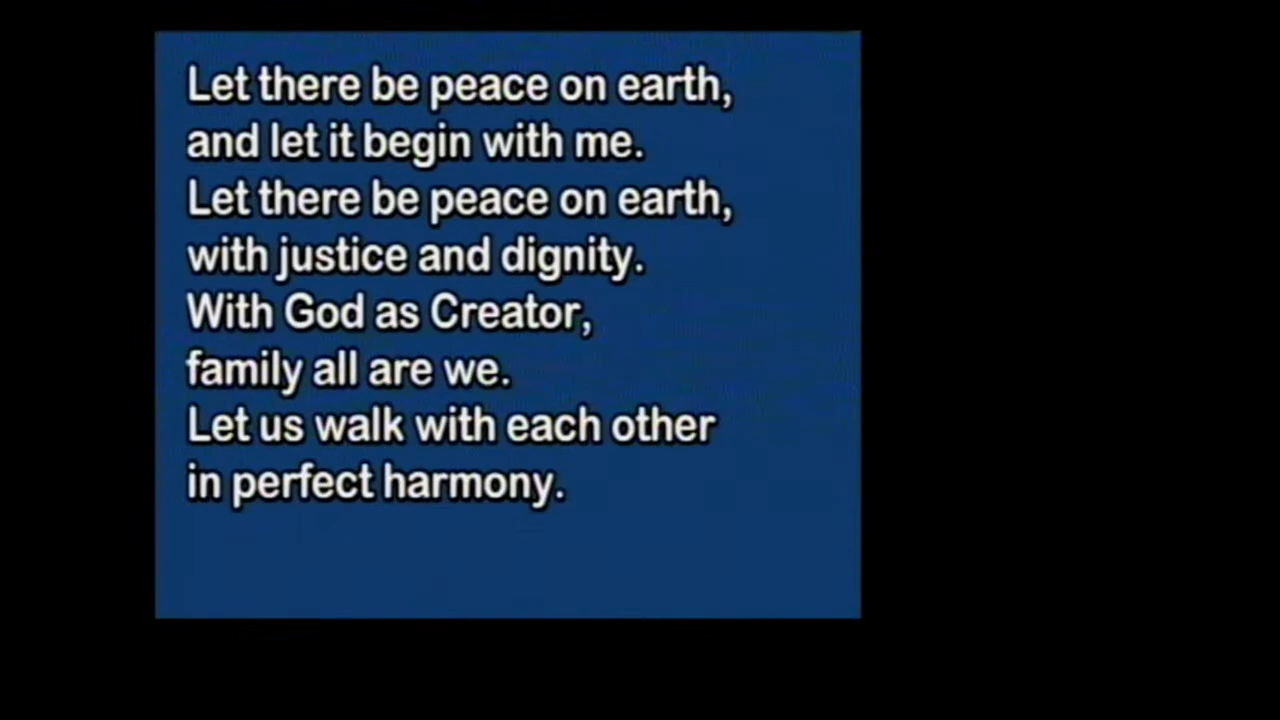 Let there be peace on earth,
and let it begin with me.
Let there be peace on earth,
with justice and dignity.
With God as Creator,
family all are we.
Let us walk with each other
in perfect harmony.